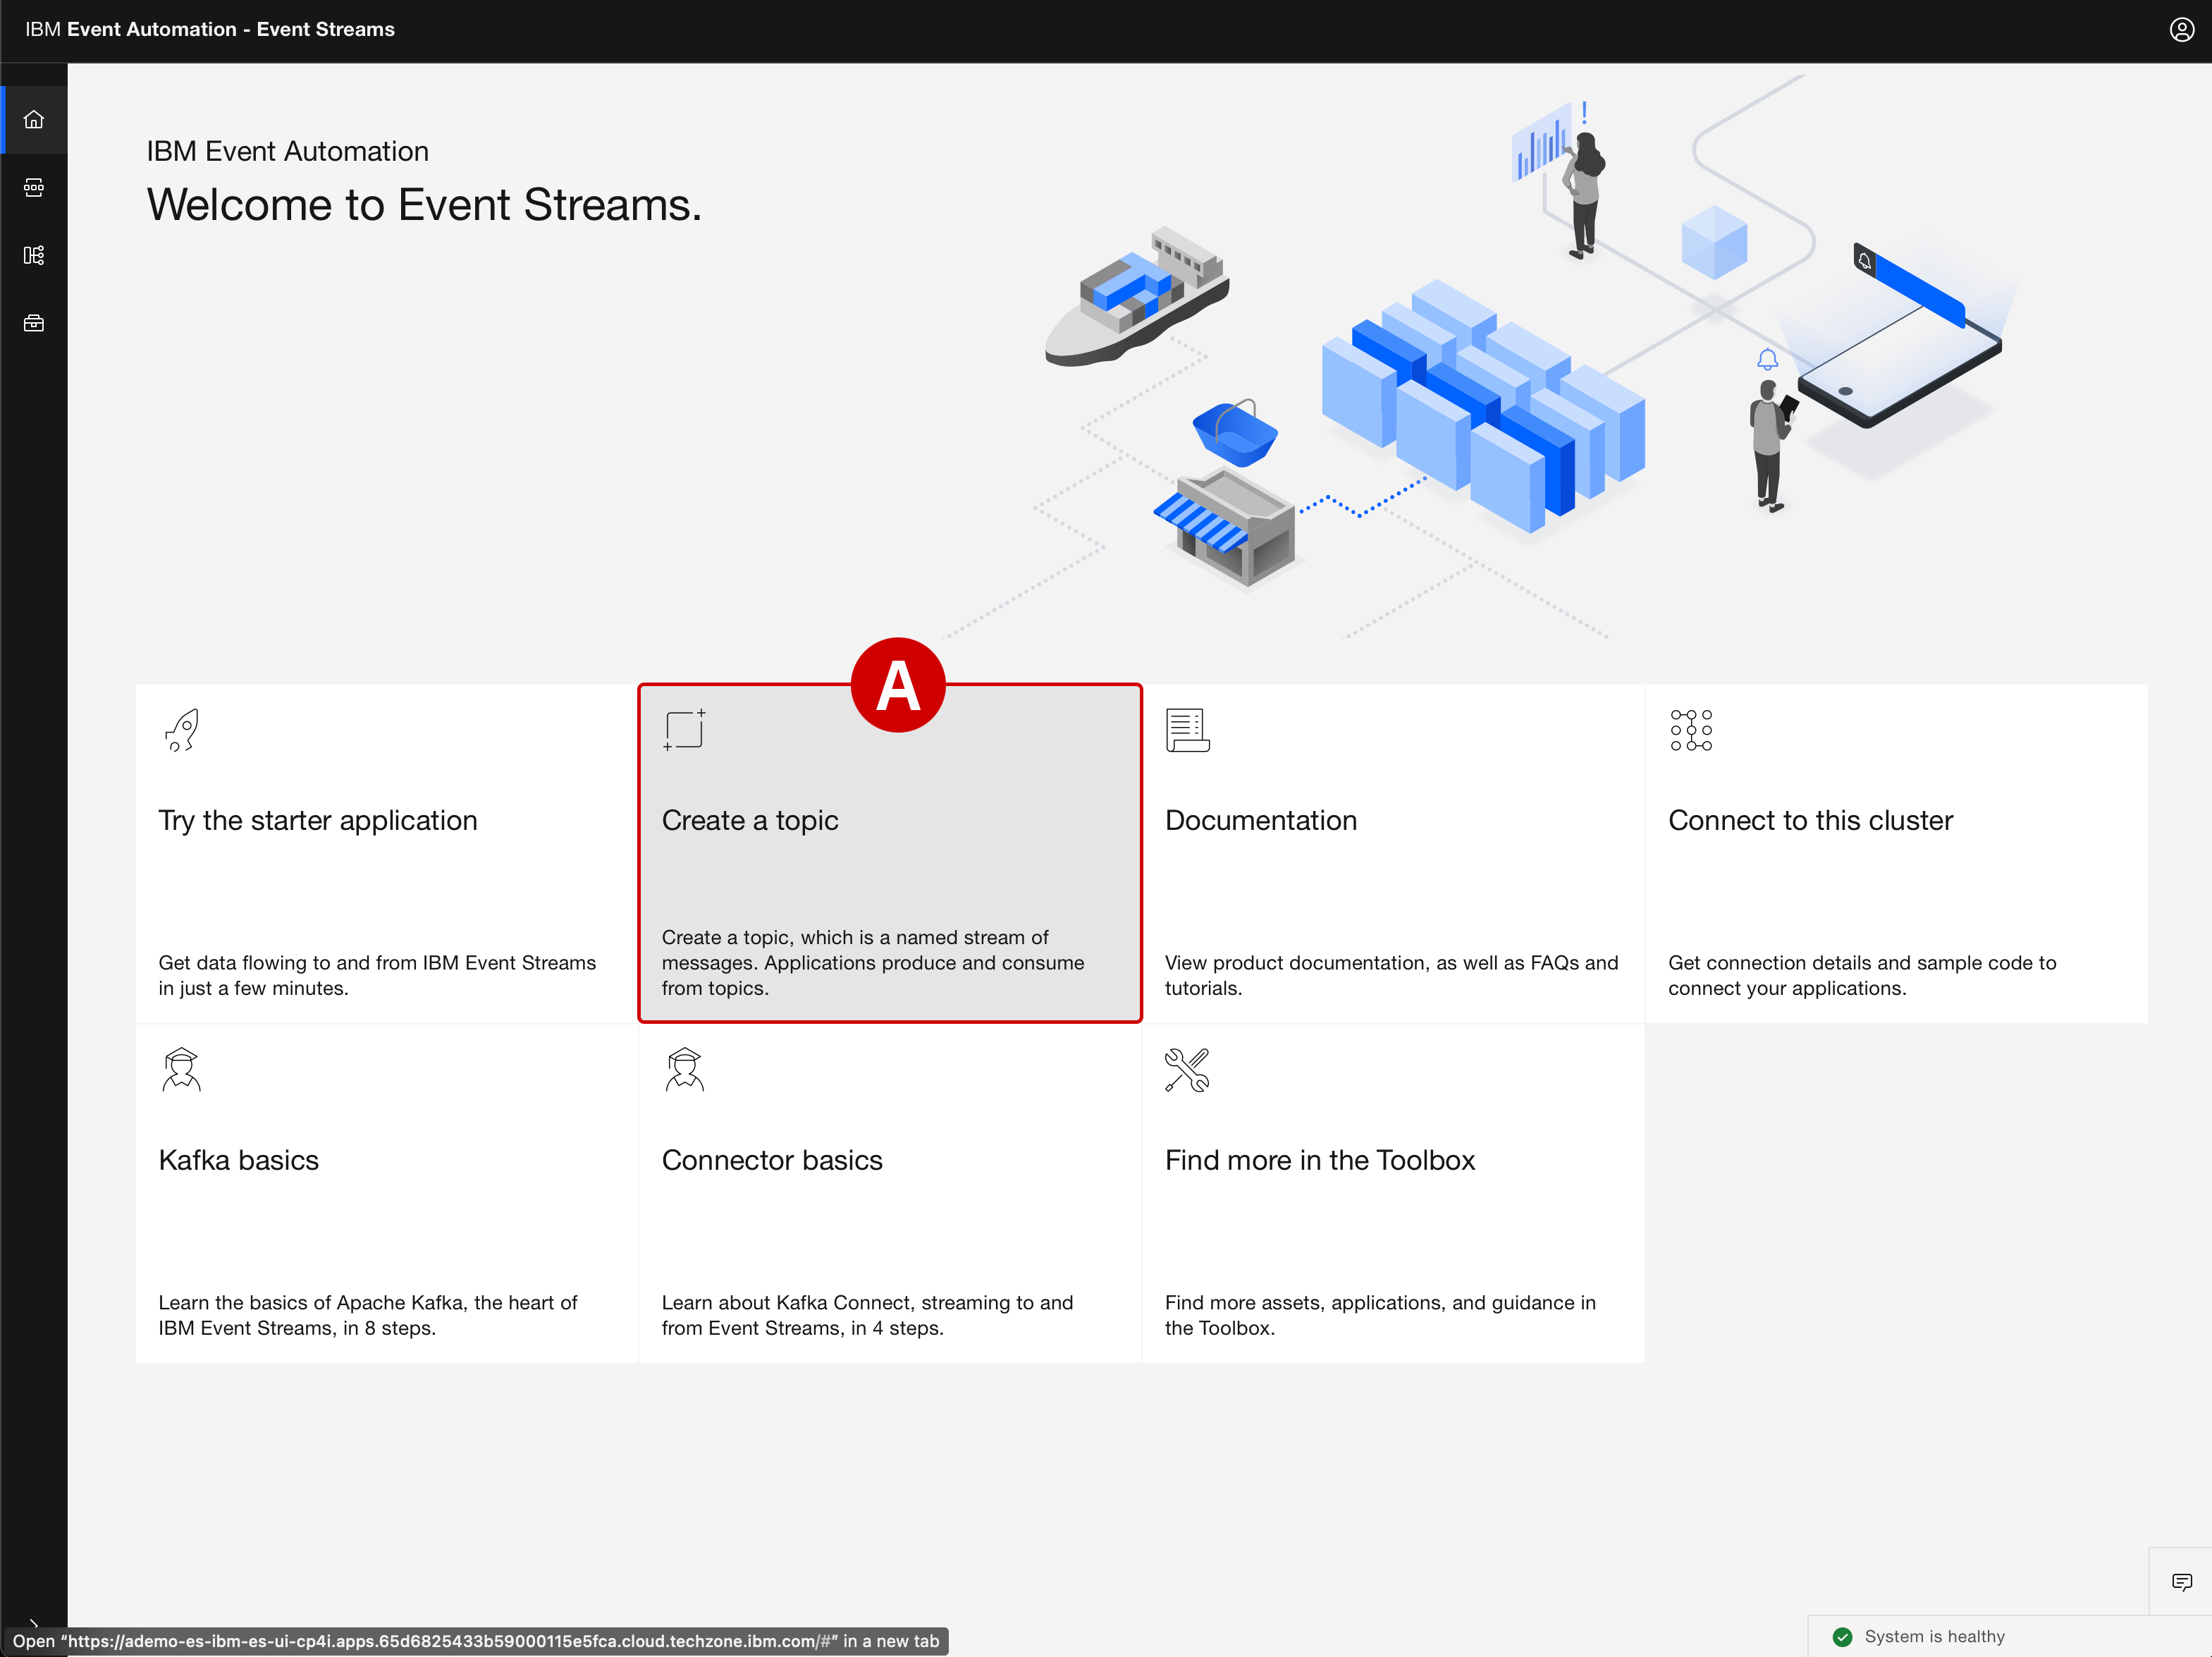 IBM Event Automation - Event Streams
IBM Event Automation
Welcome to Event Streams.
!
A
Try the starter application
Get data flowing to and from IBM Event Streams
in just a few minutes.
Create a topic
Create a topic, which is a named stream of
messages. Applications produce and consume
from topics.
Documentation
View product documentation, as well as FAQs and
tutorials.
Connect to this cluster
Get connection details and sample code to
connect your applications.
Kafka basics
Learn the basics of Apache Kafka, the heart of
IBM Event Streams, in 8 steps.
Connector basics
Learn about Kafka Connect, streaming to and
from Event Streams, in 4 steps.
Find more in the Toolbox
Find more assets, applications, and guidance in
the Toolbox.
Open “https://ademo-es-ibm-es-ui-cp4i.apps.65d6825433b59000115e5fca.cloud.techzone.ibm.com/#” in a new tab
System is healthy